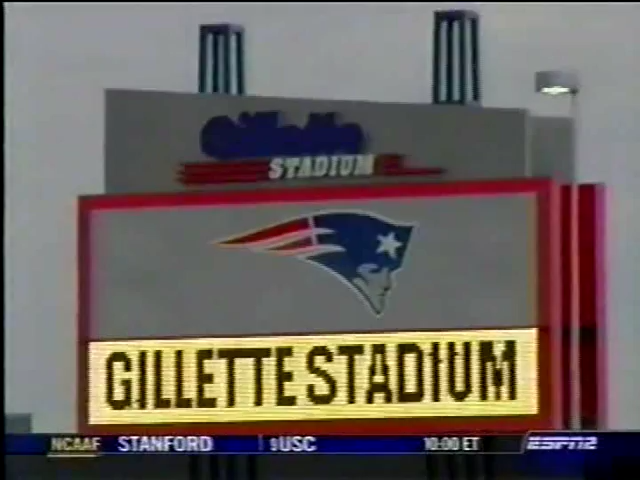 Gillette
STADIUM
GILLETTE STADIUM
NCAAF STANFORD 9 USC 10:00 ET ESPN2